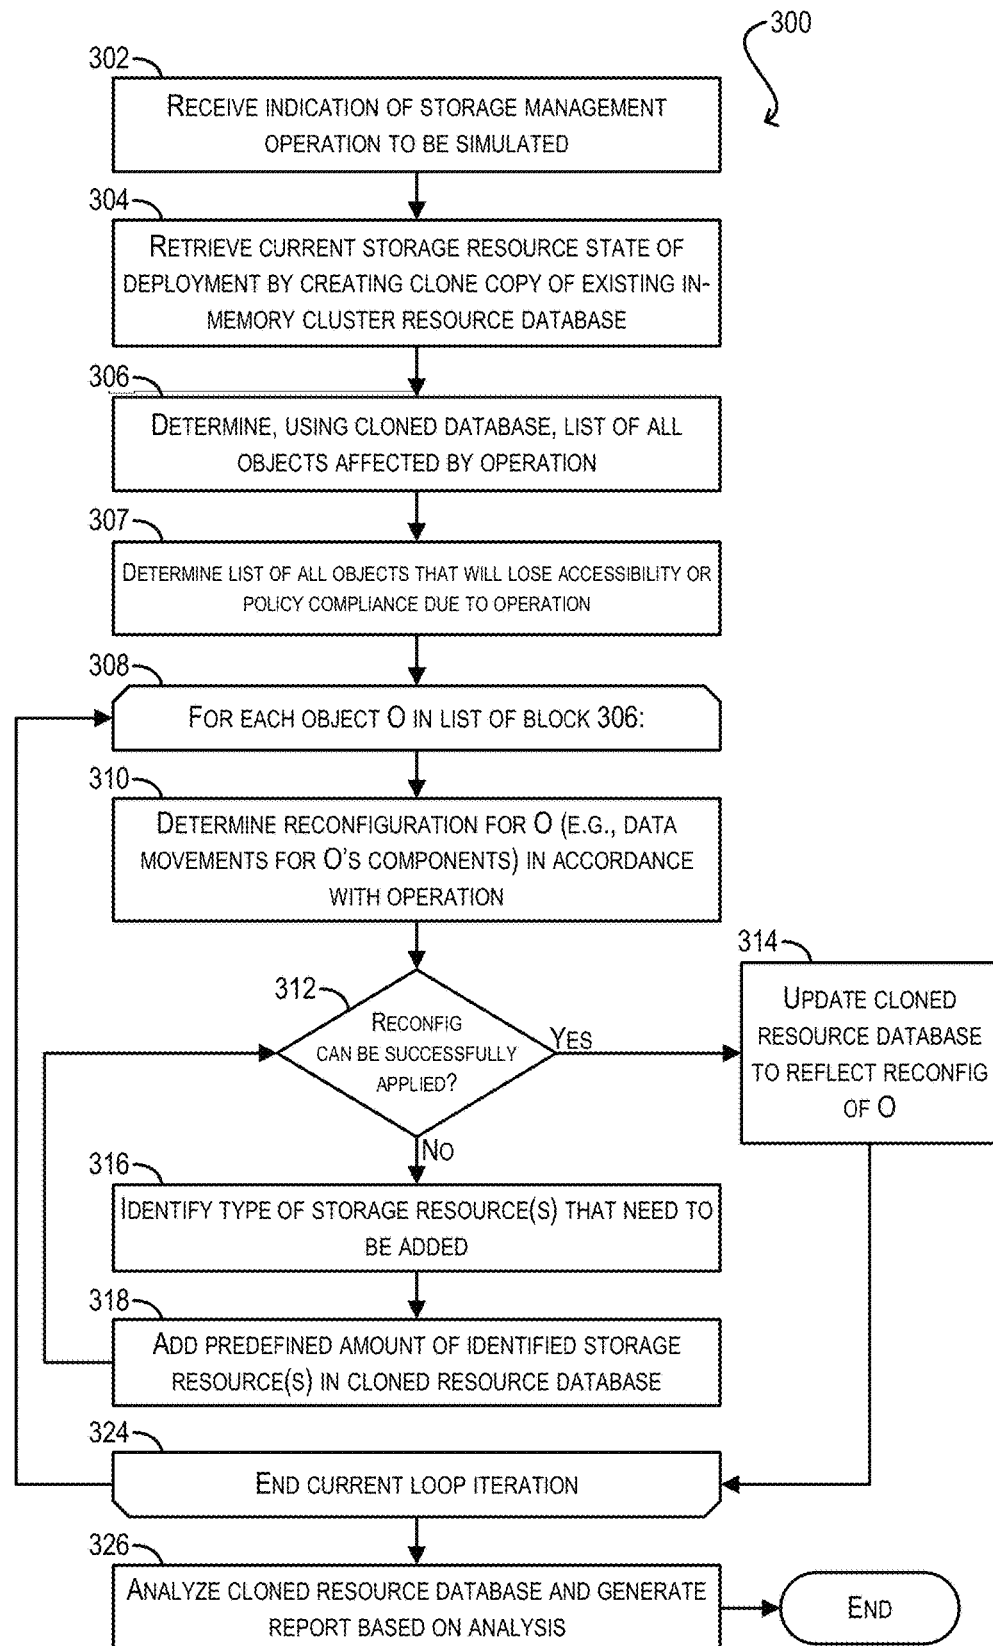 300
302
RECEIVE INDICATION OF STORAGE MANAGEMENT
OPERATION TO BE SIMULATED
304
RETRIEVE CURRENT STORAGE RESOURCE STATE OF
DEPLOYMENT BY CREATING CLONE COPY OF EXISTING IN-
MEMORY CLUSTER RESOURCE DATABASE
306
DETERMINE, USING CLONED DATABASE, LIST OF ALL
OBJECTS AFFECTED BY OPERATION
307
DETERMINE LIST OF ALL OBJECTS THAT WILL LOSE ACCESSIBILITY OR
POLICY COMPLIANCE DUE TO OPERATION
308
FOR EACH OBJECT O IN LIST OF BLOCK 306:
310
DETERMINE RECONFIGURATION FOR O (E.G., DATA
MOVEMENTS FOR O'S COMPONENTS) IN ACCORDANCE
WITH OPERATION
312
RECONFIG
CAN BE SUCCESSFULLY
APPLIED?
YES
NO
314
UPDATE CLONED
RESOURCE DATABASE
TO REFLECT RECONFIG
OF O
316
IDENTIFY TYPE OF STORAGE RESOURCE(S) THAT NEED TO
BE ADDED
318
ADD PREDEFINED AMOUNT OF IDENTIFIED STORAGE
RESOURCE(S) IN CLONED RESOURCE DATABASE
324
END CURRENT LOOP ITERATION
326
ANALYZE CLONED RESOURCE DATABASE AND GENERATE
REPORT BASED ON ANALYSIS
END